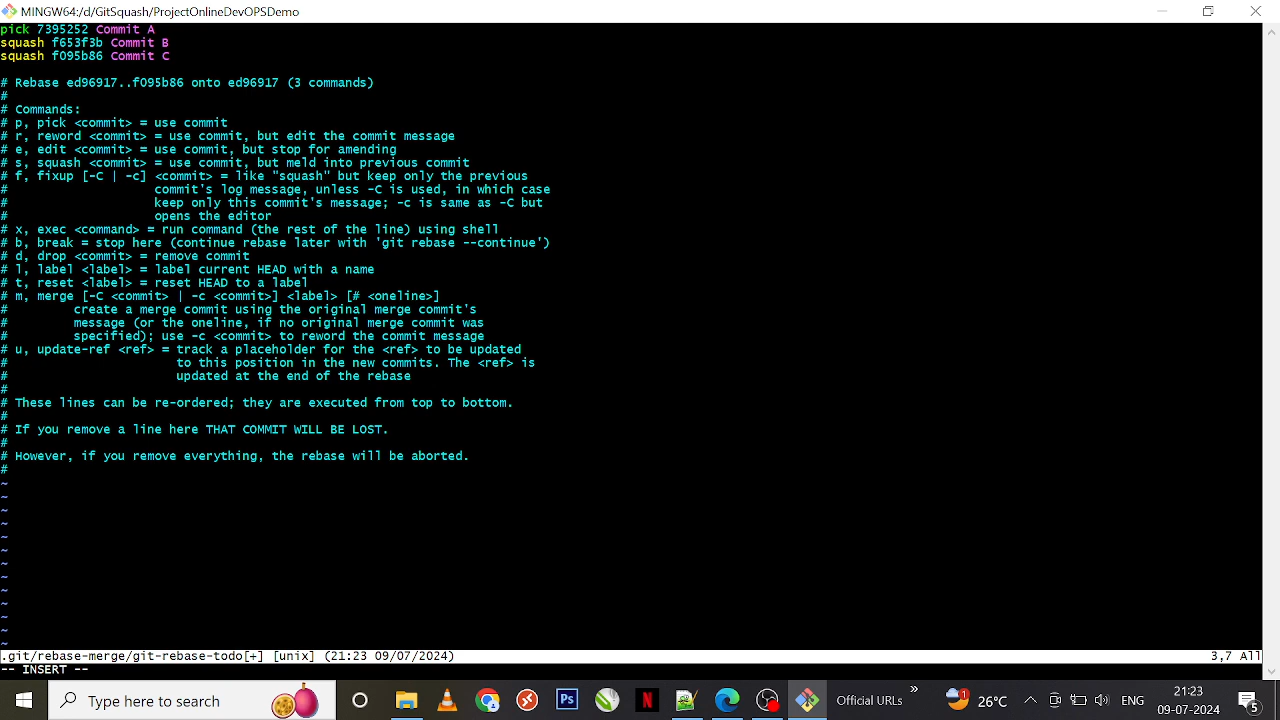 MINGW64:/d/GitSquash/ProjectOnlineDevOPSDemo
pick 7395252 Commit A
squash f653f3b Commit B
squash f095b86 Commit C
# Rebase ed96917..f095b86 onto ed96917 (3 commands)
#
# Commands:
# p, pick <commit> = use commit
# r, reword <commit> = use commit, but edit the commit message
# e, edit <commit> = use commit, but stop for amending
# s, squash <commit> = use commit, but meld into previous commit
# f, fixup [-C | -c] <commit> = like "squash" but keep only the previous
#                    commit's log message, unless -C is used, in which case
#                    keep only this commit's message; -c is same as -C but
#                    opens the editor
# x, exec <command> = run command (the rest of the line) using shell
# b, break = stop here (continue rebase later with 'git rebase --continue')
# d, drop <commit> = remove commit
# l, label <label> = label current HEAD with a name
# t, reset <label> = reset HEAD to a label
# m, merge [-C <commit> | -c <commit>] <label> [# <oneline>]
#         create a merge commit using the original merge commit's
#         message (or the oneline, if no original merge commit was
#         specified); use -c <commit> to reword the commit message
# u, update-ref <ref> = track a placeholder for the <ref> to be updated
#                       to this position in the new commits. The <ref> is
#                       updated at the end of the rebase
#
# These lines can be re-ordered; they are executed from top to bottom.
#
# If you remove a line here THAT COMMIT WILL BE LOST.
#
# However, if you remove everything, the rebase will be aborted.
#
~
~
~
~
~
~
~
~
~
~
~
~
~
.git/rebase-merge/git-rebase-todo[+] [unix] (21:23 09/07/2024) 3,7 All
-- INSERT --
Type here to search
Ps
N
Official URLs
»
1
26°C
ENG
21:23
09-07-2024
5